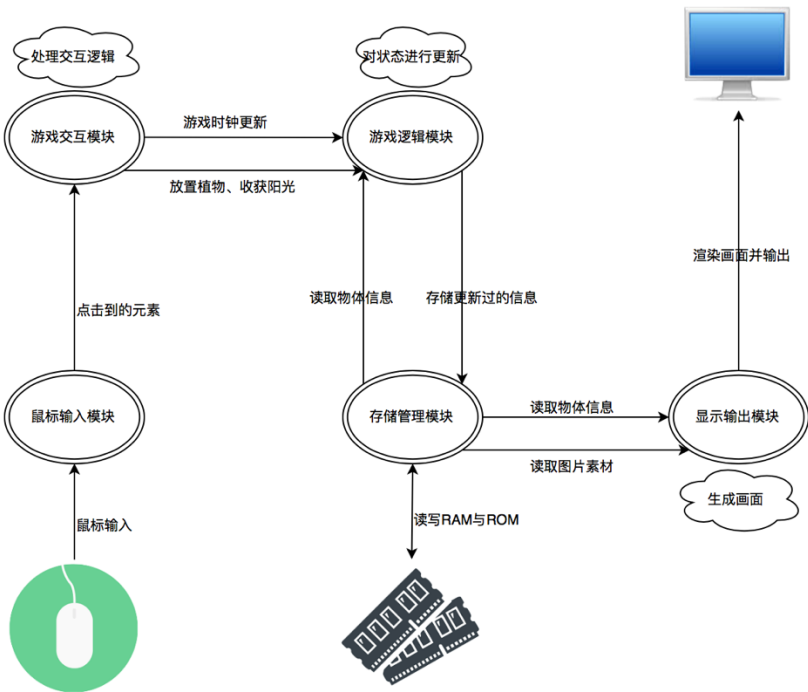 处理交互逻辑
对状态进行更新
游戏交互模块
游戏时钟更新
游戏逻辑模块
放置植物、收获阳光
渲染画面并输出
点击到的元素
读取物体信息
存储更新过的信息
鼠标输入模块
存储管理模块
读取物体信息
显示输出模块
读取图片素材
生成画面
鼠标输入
读写RAM与ROM